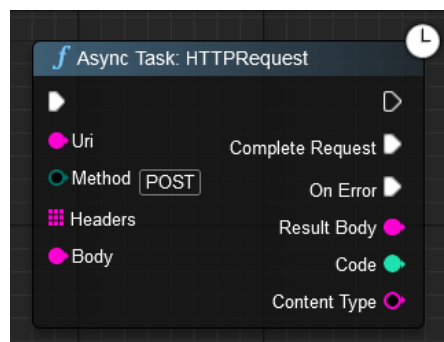 f Async Task: HTTPRequest
Uri
Complete Request
Method POST
On Error
Headers
Result Body
Body
Code
Content Type